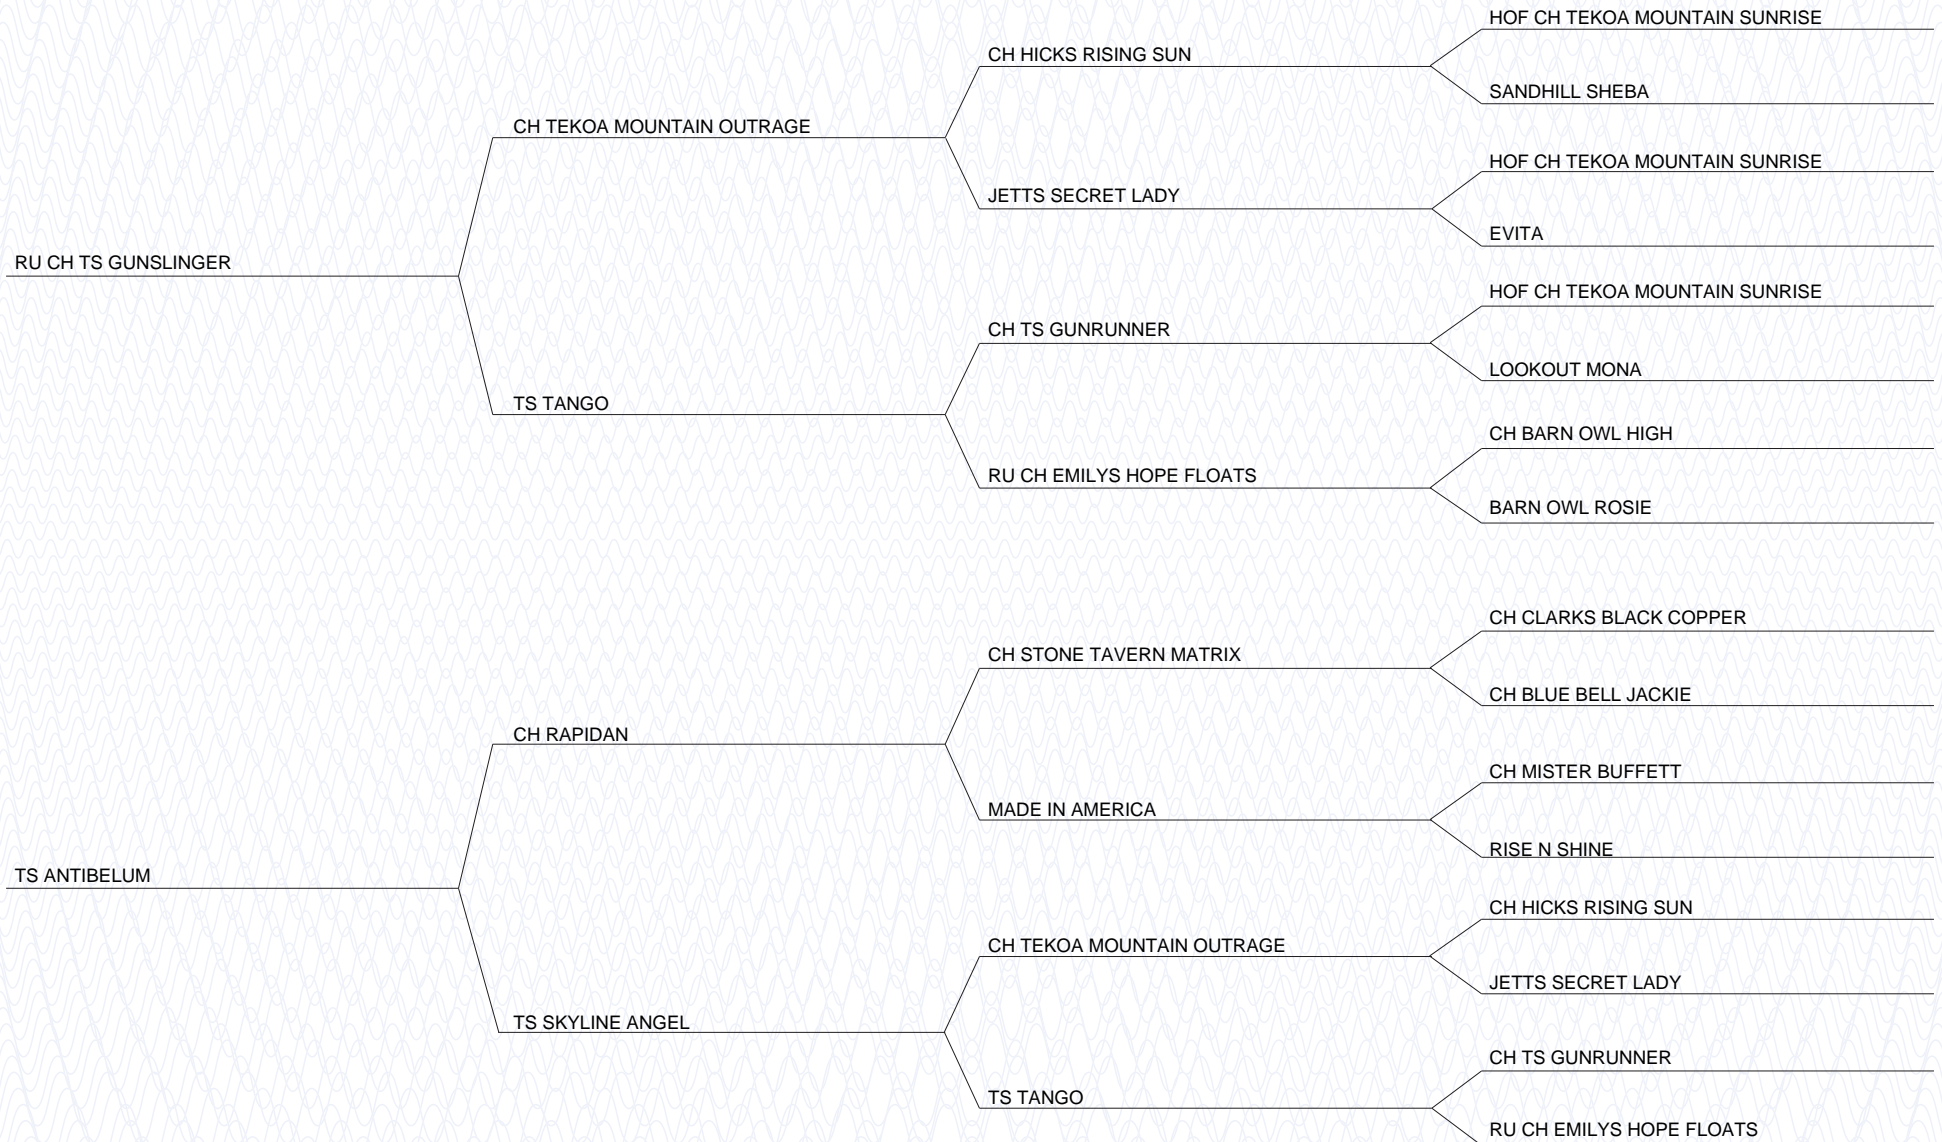 HOF CH TEKOA MOUNTAIN SUNRISE
CH HICKS RISING SUN
SANDHILL SHEBA
CH TEKOA MOUNTAIN OUTRAGE
HOF CH TEKOA MOUNTAIN SUNRISE
JETTS SECRET LADY
EVITA
RU CH TS GUNSLINGER
HOF CH TEKOA MOUNTAIN SUNRISE
CH TS GUNRUNNER
LOOKOUT MONA
TS TANGO
CH BARN OWL HIGH
RU CH EMILYS HOPE FLOATS
BARN OWL ROSIE
CH CLARKS BLACK COPPER
CH STONE TAVERN MATRIX
CH BLUE BELL JACKIE
CH RAPIDAN
CH MISTER BUFFETT
MADE IN AMERICA
RISE N SHINE
TS ANTIBELUM
CH HICKS RISING SUN
CH TEKOA MOUNTAIN OUTRAGE
JETTS SECRET LADY
TS SKYLINE ANGEL
CH TS GUNRUNNER
TS TANGO
RU CH EMILYS HOPE FLOATS